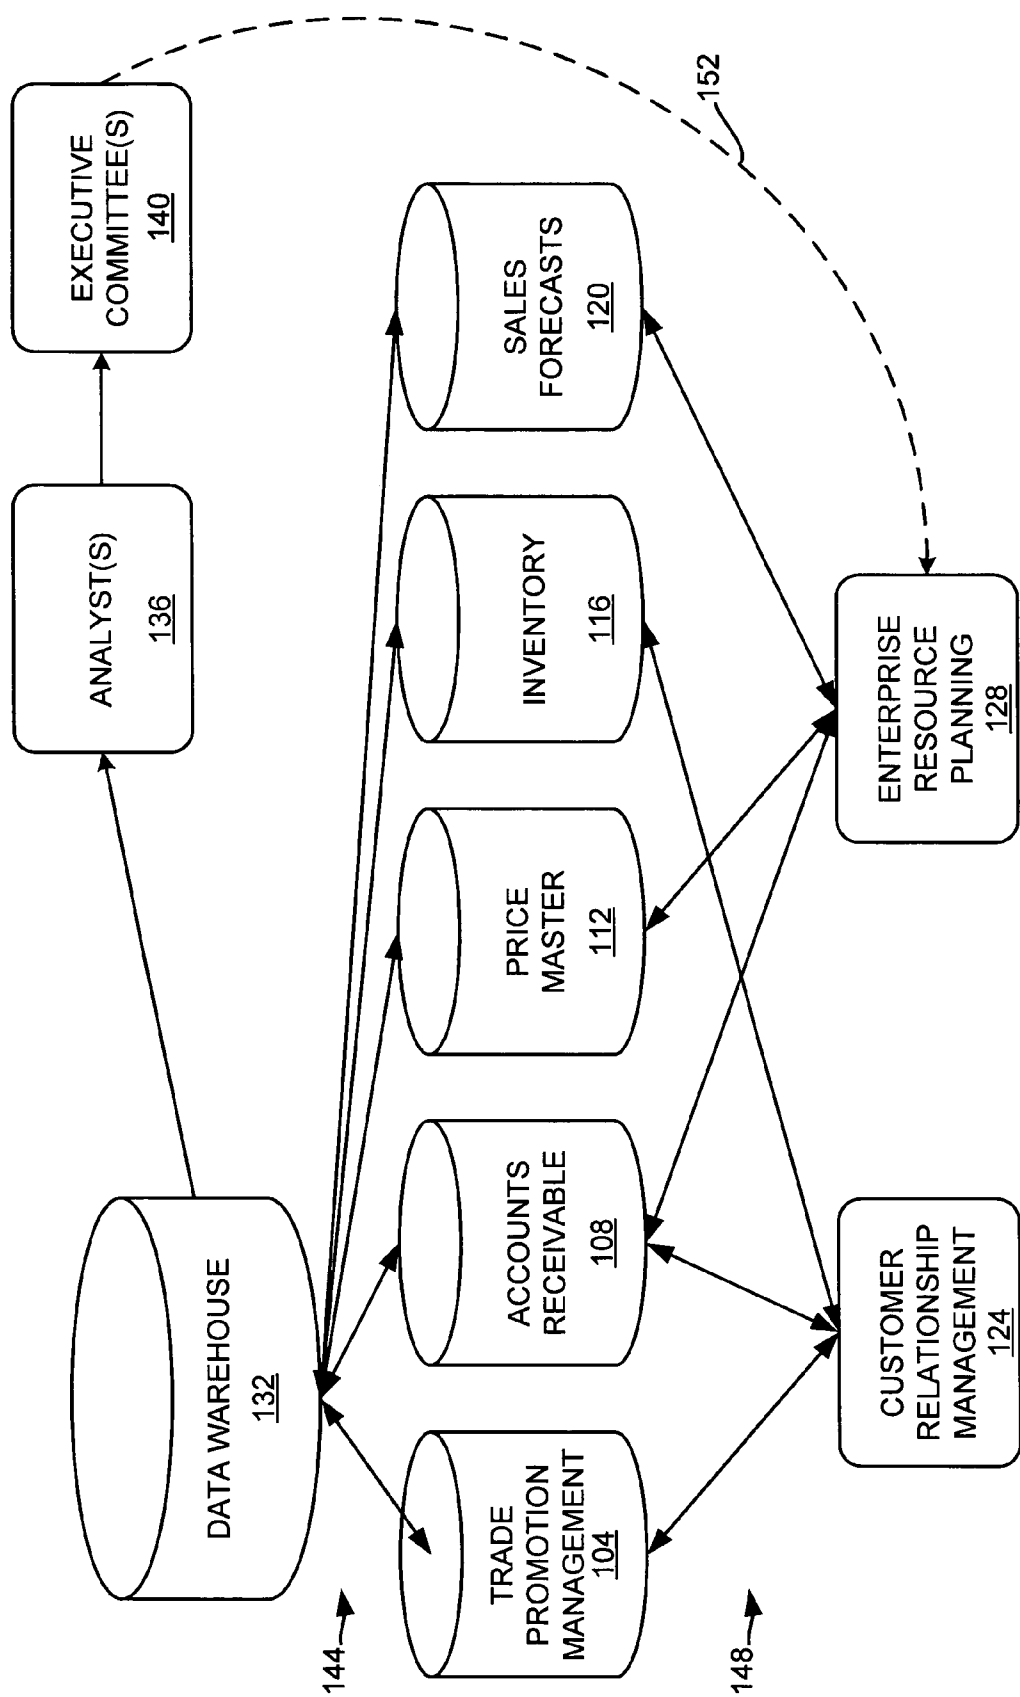 DATA WAREHOUSE
132
ANALYST(S)
136
EXECUTIVE
COMMITTEE(S)
140
144
TRADE
PROMOTION
MANAGEMENT
104
ACCOUNTS
RECEIVABLE
108
PRICE
MASTER
112
INVENTORY
116
SALES
FORECASTS
120
152
148
CUSTOMER
RELATIONSHIP
MANAGEMENT
124
ENTERPRISE
RESOURCE
PLANNING
128